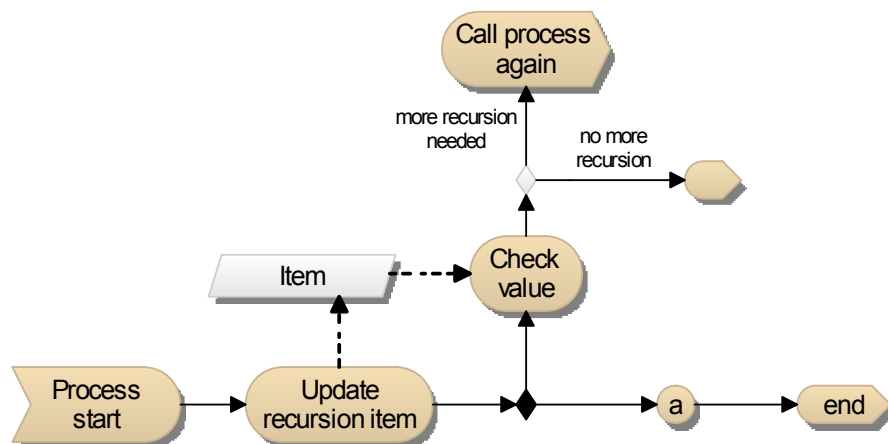 Call process
again
more recursion
needed
no more
recursion
Check
value
Item
Process
start
Update
recursion item
a
end